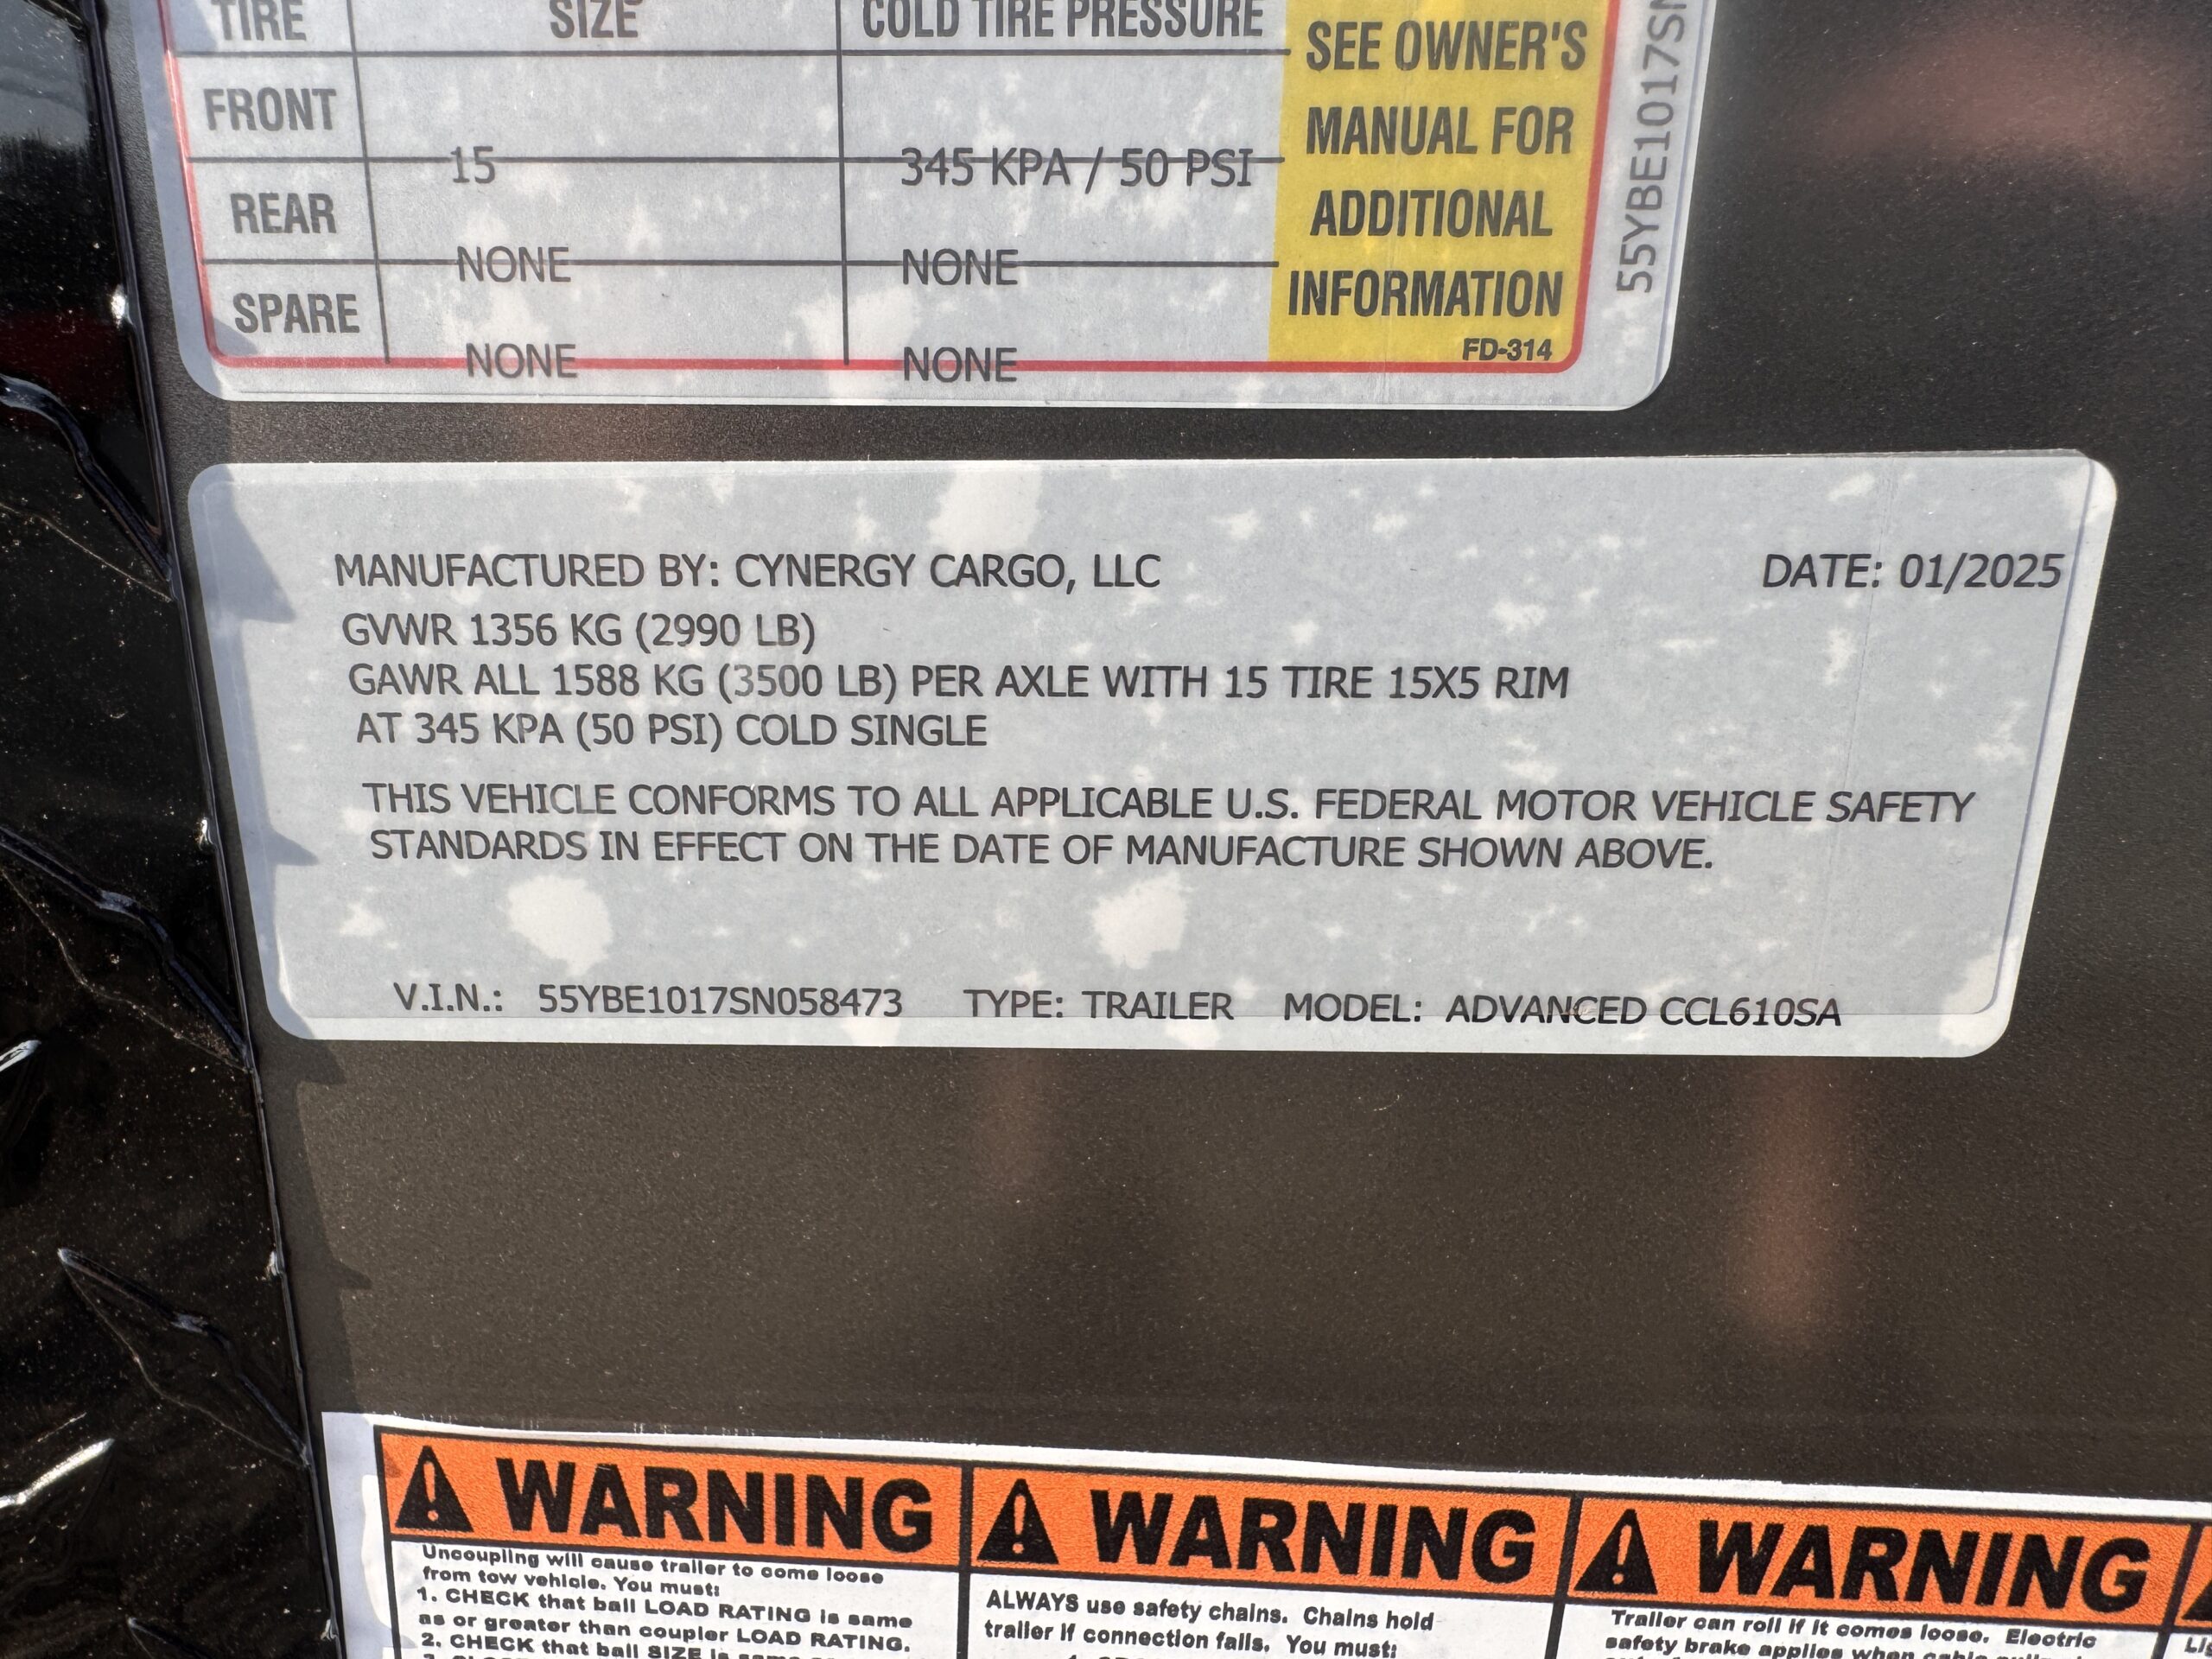 TIRE SIZE COLD TIRE PRESSURE
SEE OWNER'S
MANUAL FOR
ADDITIONAL
INFORMATION
FD-314
FRONT
15 345 KPA / 50 PSI
REAR
NONE NONE
SPARE
NONE NONE
55YBE1017S
MANUFACTURED BY: CYNERGY CARGO, LLC DATE: 01/2025
GVWR 1356 KG (2990 LB)
GAWR ALL 1588 KG (3500 LB) PER AXLE WITH 15 TIRE 15X5 RIM
AT 345 KPA (50 PSI) COLD SINGLE
THIS VEHICLE CONFORMS TO ALL APPLICABLE U.S. FEDERAL MOTOR VEHICLE SAFETY
STANDARDS IN EFFECT ON THE DATE OF MANUFACTURE SHOWN ABOVE.
V.I.N.: 55YBE1017SN058473 TYPE: TRAILER MODEL: ADVANCED CCL610SA
WARNING
Uncoupling will cause trailer to come loose
from tow vehicle. You must:
1. CHECK that ball LOAD RATING is same
as or greater than coupler LOAD RATING.
2. CHECK that ball SIZE is same
WARNING
ALWAYS use safety chains. Chains hold
trailer if connection fails. You must:
WARNING
Trailer can roll if it comes loose. Electric
safety brake applies when cable